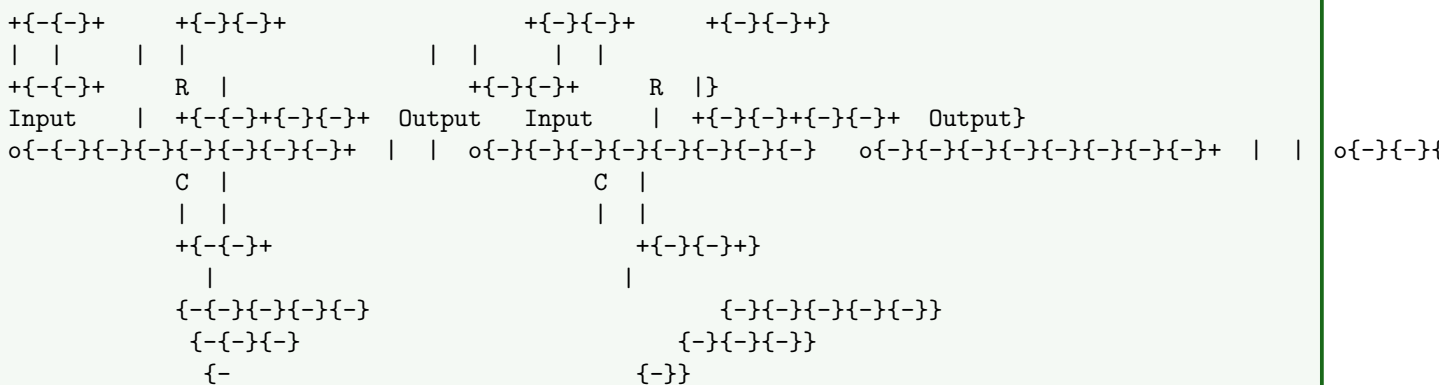 +{-{-}+     +{-}{-}+                 +{-}{-}+     +{-}{-}+}
|  |     |  |                 |  |     |  |
+{-{-}+     R  |                 +{-}{-}+     R  |}
Input    |  +{-{-}+{-}{-}+  Output   Input    |  +{-}{-}+{-}{-}+  Output}
o{-{-}{-}{-}{-}{-}{-}{-}+  |  |  o{-}{-}{-}{-}{-}{-}{-}{-}   o{-}{-}{-}{-}{-}{-}{-}{-}+  |  |  o{-}{-}{
C  |                          C  |
|  |                          |  |
+{-{-}+                          +{-}{-}+}
|                             |
{-{-}{-}{-}{-}                         {-}{-}{-}{-}{-}}
{-{-}{-}                           {-}{-}{-}}
{-                             {-}}